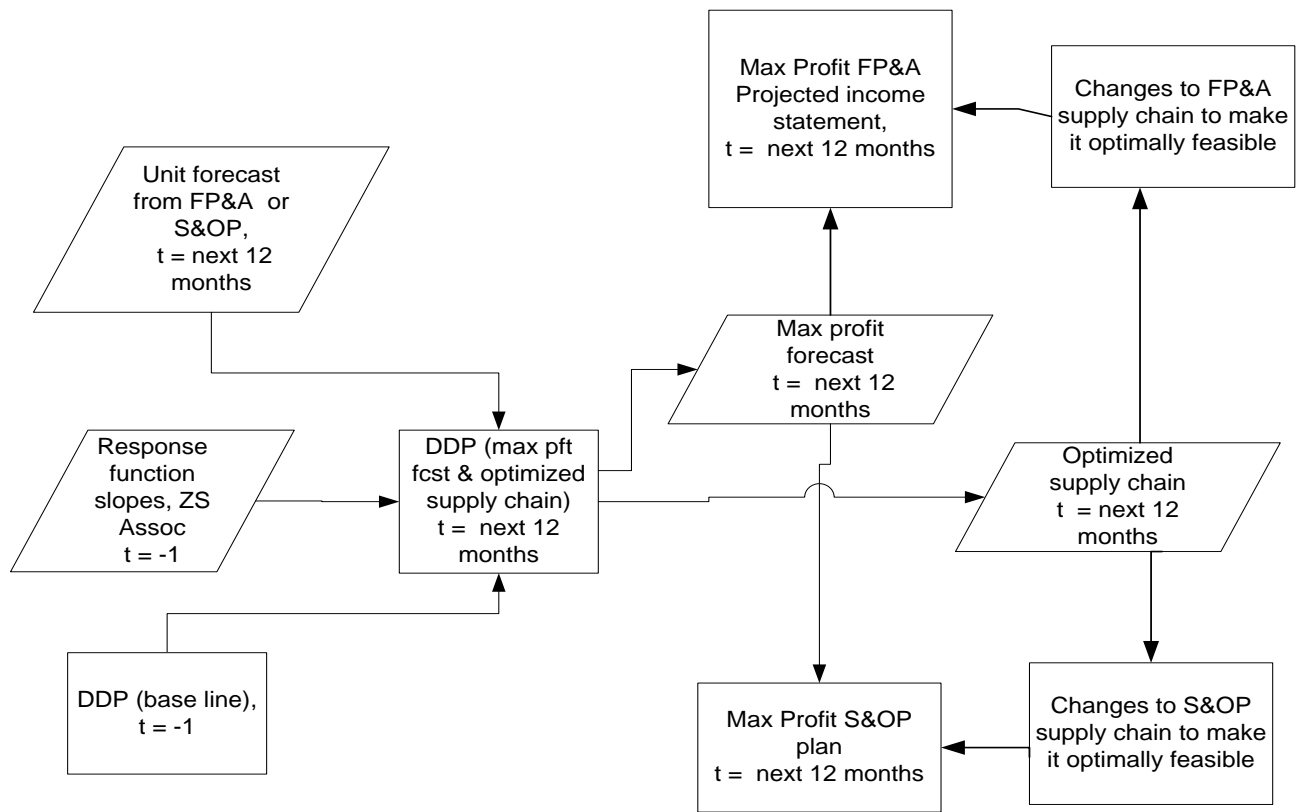 Unit forecast
from FP&A or
S&OP,
t = next 12
months
Response
function
slopes, ZS
Assoc
t = -1
DDP (base line),
t = -1
DDP (max pft
fcst & optimized
supply chain)
t = next 12
months
Max Profit FP&A
Projected income
statement,
t = next 12 months
Max profit
forecast
t = next 12
months
Max Profit S&OP
plan
t = next 12 months
Changes to FP&A
supply chain to make
it optimally feasible
Optimized
supply chain
t = next 12
months
Changes to S&OP
supply chain to make
it optimally feasible